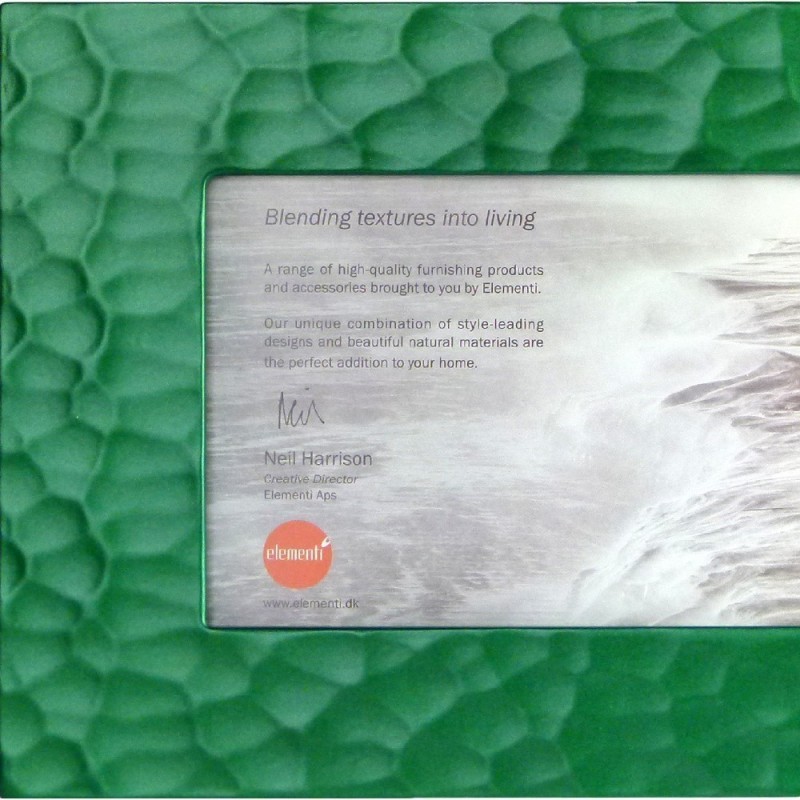 Blending textures into living
A range of high-quality furnishing products
and accessories brought to you by Elementi.
Our unique combination of style-leading
designs and beautiful natural materials are
the perfect addition to your home.
Neil
Neil Harrison
Creative Director
Elementi Aps
elementi
www.elementi.dk